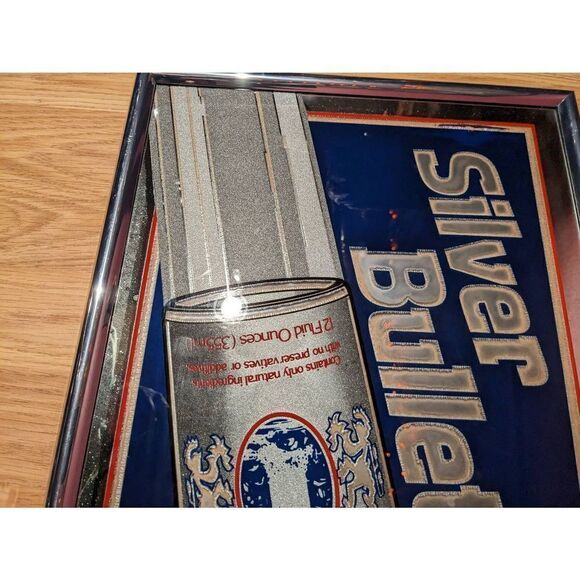 Silver
Bullet
12 Fluid Ounces (355ml)
with no preservatives or additives
Contains only natural ingredients